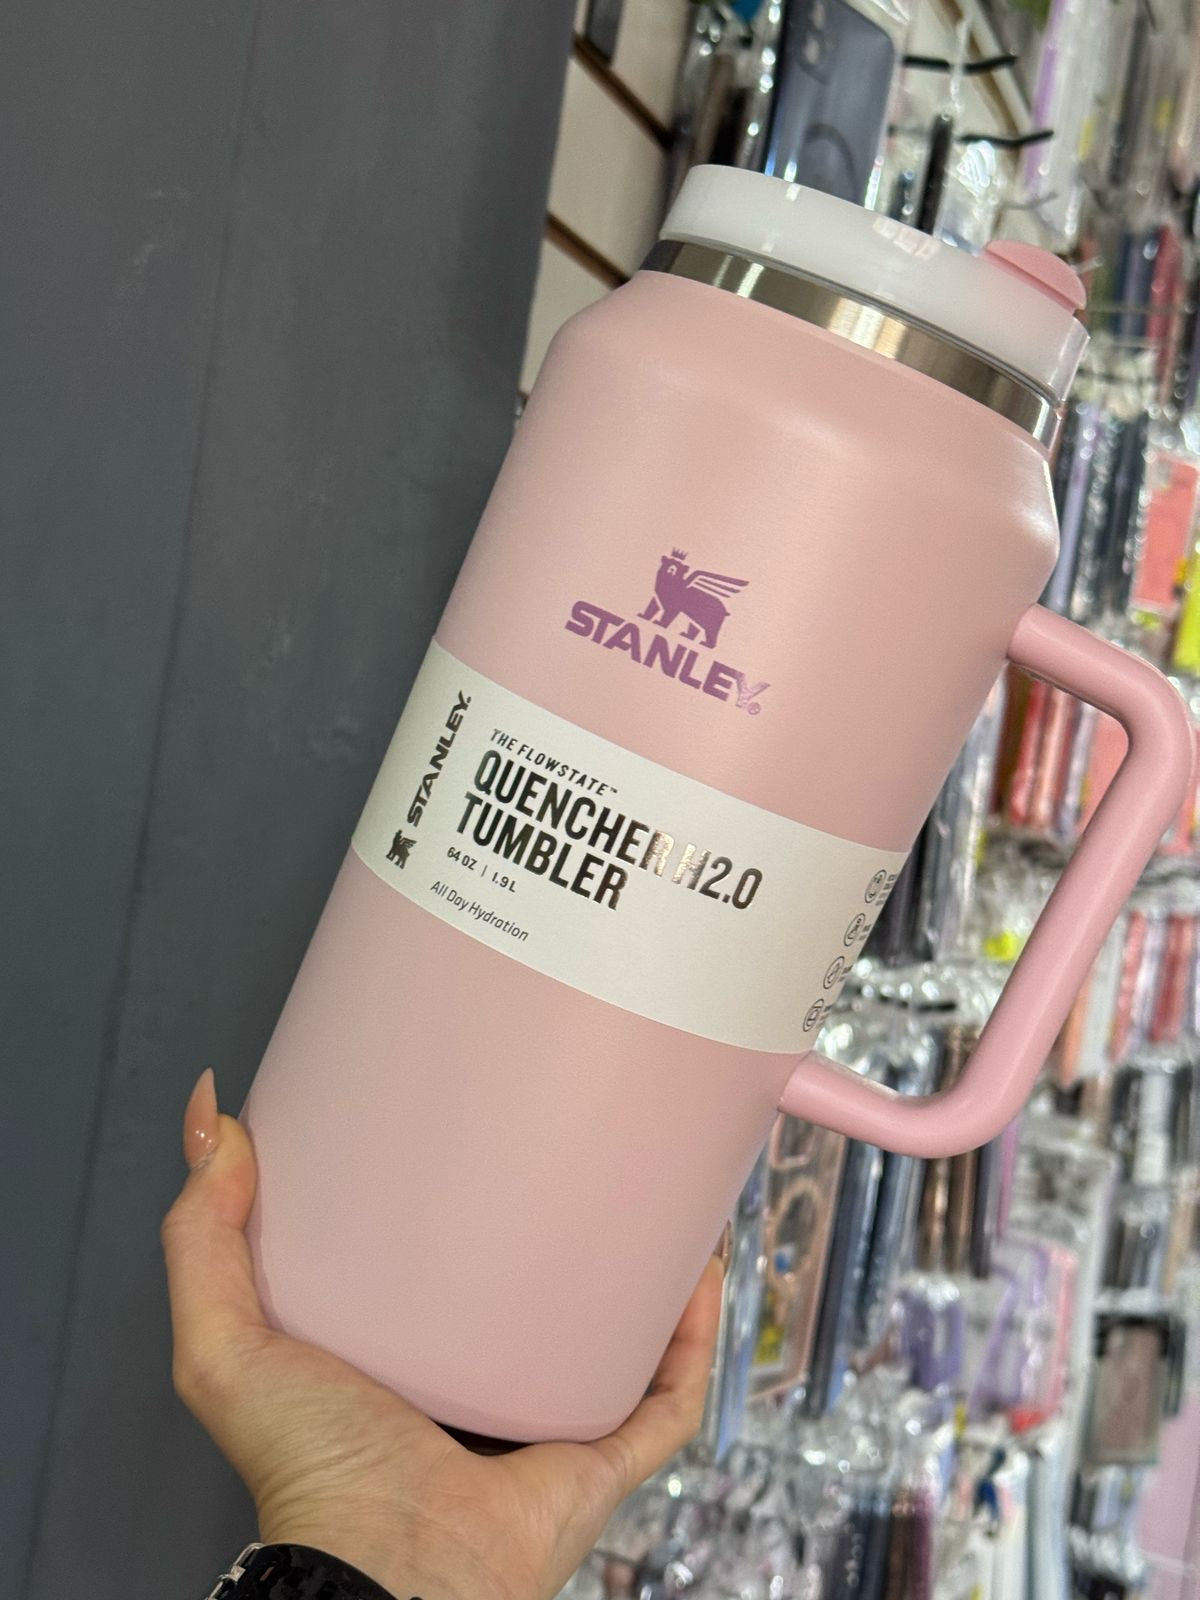 STANLEY®
STANLEY®
THE FLOWSTATE™
QUENCHER H2.0
TUMBLER
64 OZ | 1.9 L
All Day Hydration